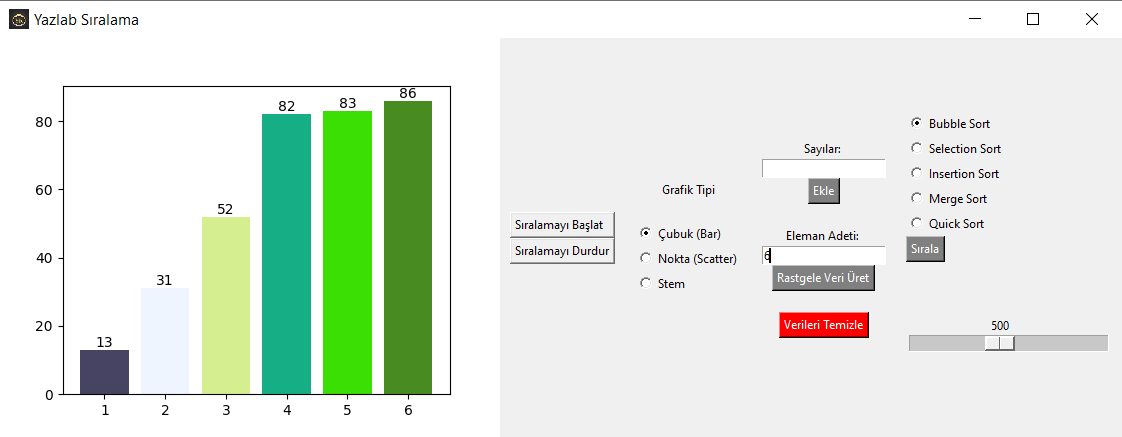 Yazlab Sıralama
86
83
82
80
60
52
40
31
20
13
0
1 2 3 4 5 6
Sıralamayı Başlat
Sıralamayı Durdur
Grafik Tipi
Çubuk (Bar)
Nokta (Scatter)
Stem
Sayılar:
Ekle
Eleman Adeti:
6
Rastgele Veri Üret
Verileri Temizle
Bubble Sort
Selection Sort
Insertion Sort
Merge Sort
Quick Sort
Sırala
500